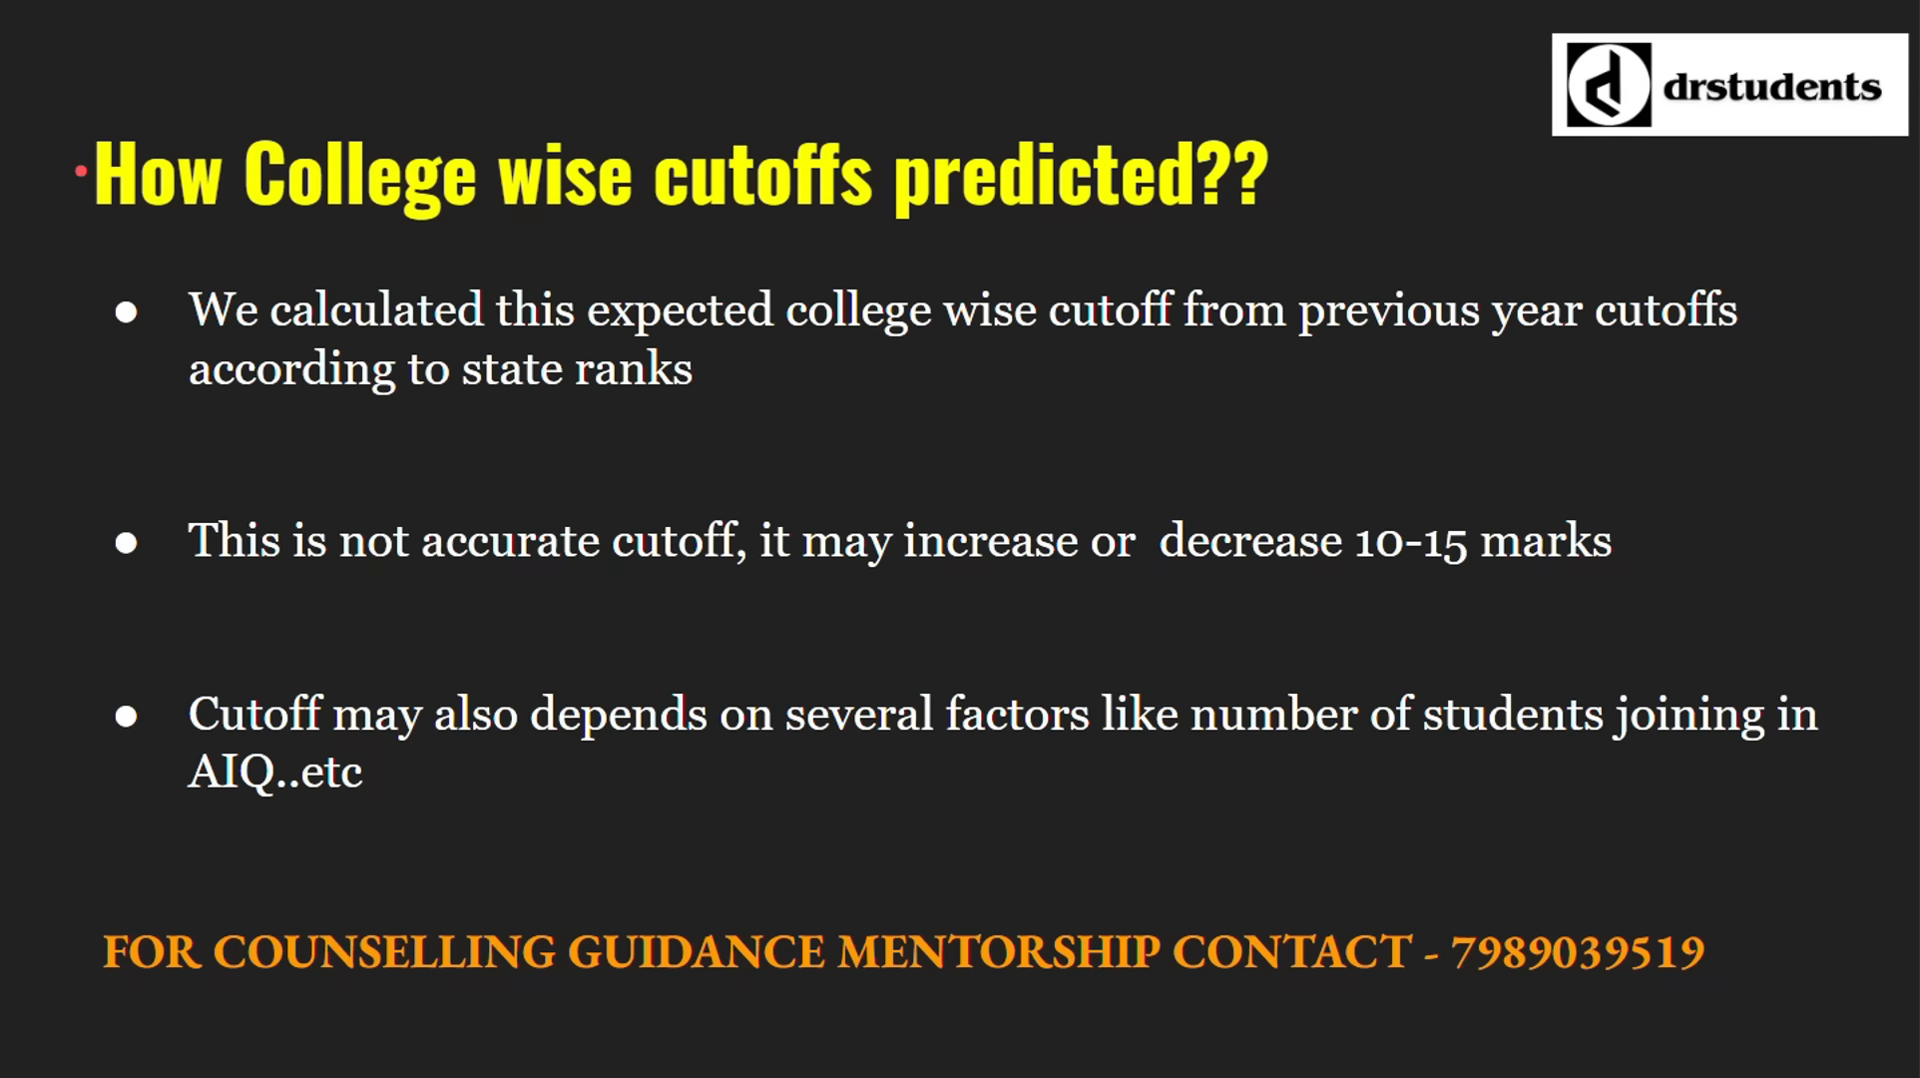 drstudents
How College wise cutoffs predicted??
● We calculated this expected college wise cutoff from previous year cutoffs
according to state ranks
● This is not accurate cutoff, it may increase or decrease 10-15 marks
● Cutoff may also depends on several factors like number of students joining in
AIQ..etc
FOR COUNSELLING GUIDANCE MENTORSHIP CONTACT - 7989039519